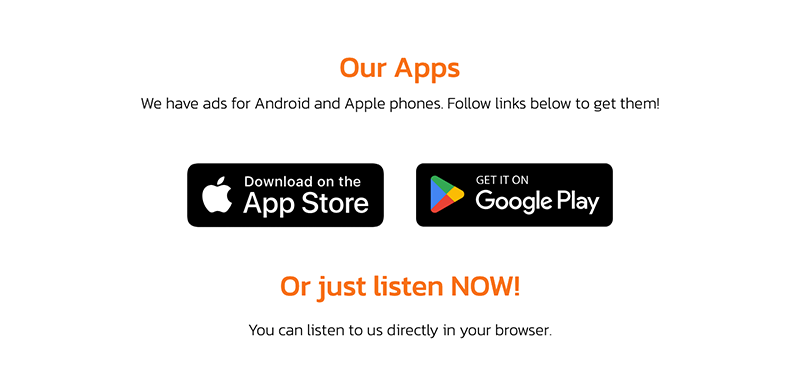 Our Apps
We have ads for Android and Apple phones. Follow links below to get them!
Download on the
App Store
GET IT ON
Google Play
Or just listen NOW!
You can listen to us directly in your browser.